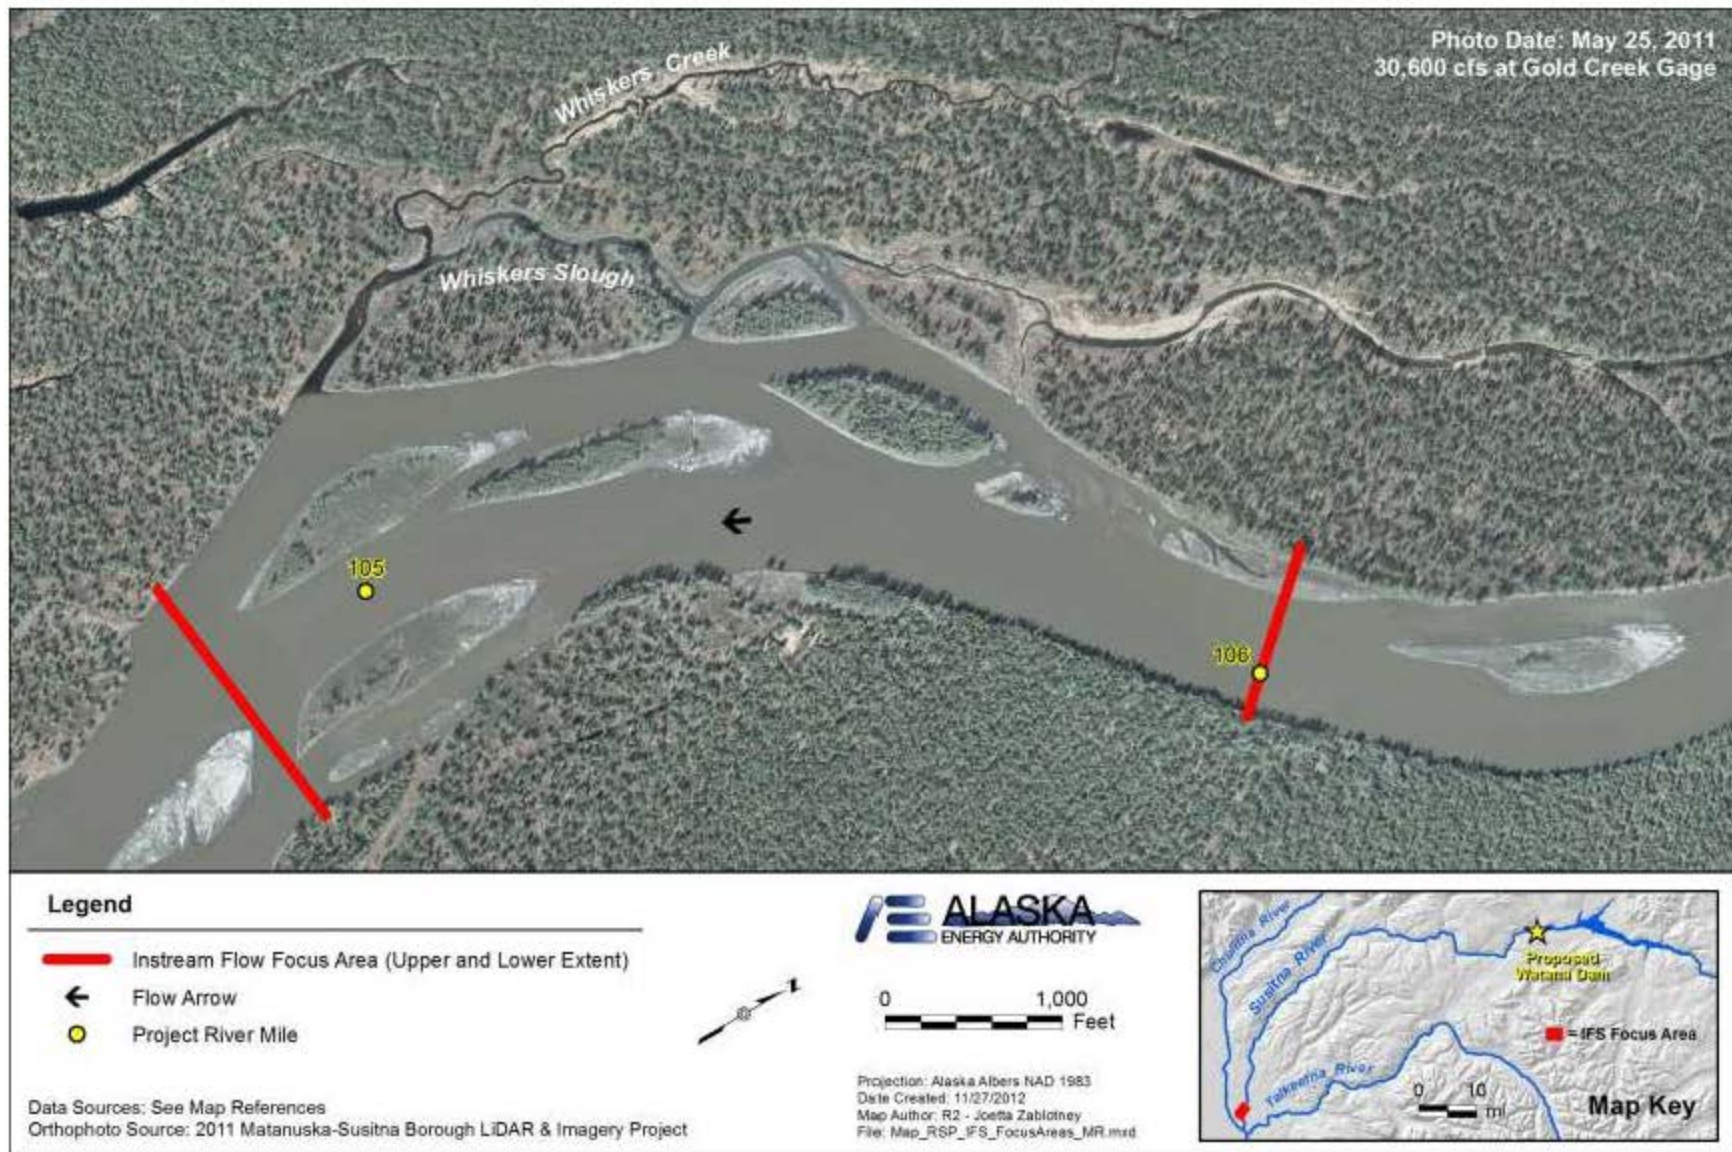 Photo Date: May 25, 2011
30,600 cfs at Gold Creek Gage
Whiskers Creek
Whiskers Slough
105
106
Legend
Instream Flow Focus Area (Upper and Lower Extent)
Flow Arrow
Project River Mile
Data Sources: See Map References
Orthophoto Source: 2011 Matanuska-Susitna Borough LiDAR & Imagery Project
ALASKA
ENERGY AUTHORITY
0 1,000
Feet
Projection: Alaska Albers NAD 1983
Date Created: 11/27/2012
Map Author: R2 - Joetta Zablotney
File: Map_RSP_IFS_FocusAreas_MR.mxd
Chulitna River
Susitna River
Proposed
Watana Dam
= IFS Focus Area
Talkeetna River
0 10
mi
Map Key